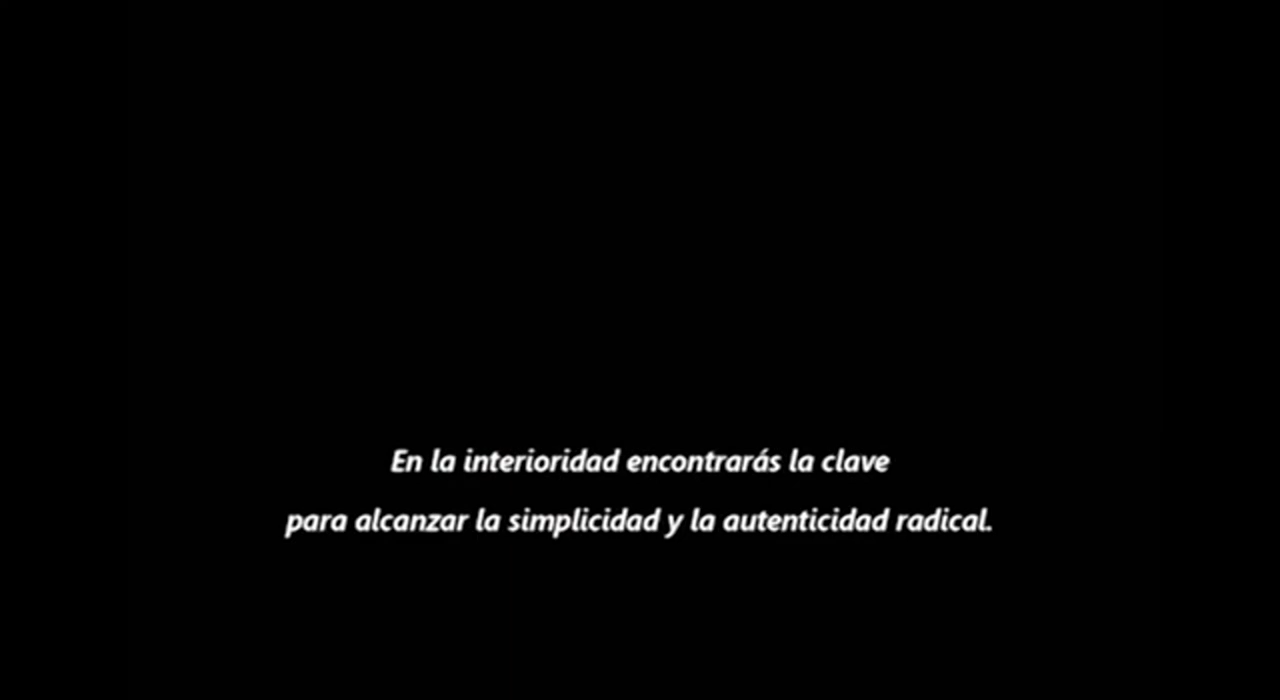 En la interioridad encontrarás la clave
para alcanzar la simplicidad y la autenticidad radical.